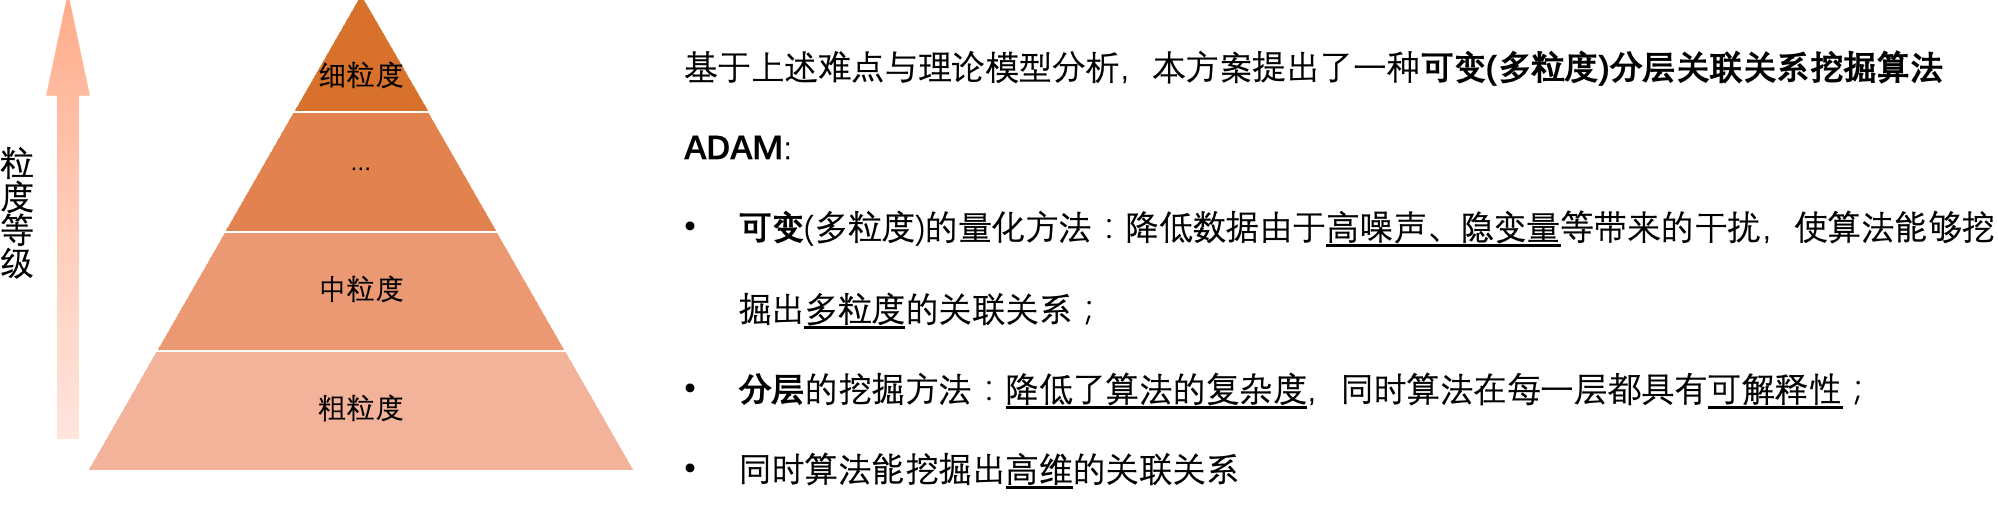 粒度等级
细粒度
...
中粒度
粗粒度
基于上述难点与理论模型分析，本方案提出了一种可变(多粒度)分层关联关系挖掘算法
ADAM:
• 可变(多粒度)的量化方法：降低数据由于高噪声、隐变量等带来的干扰，使算法能够挖
掘出多粒度的关联关系；
• 分层的挖掘方法：降低了算法的复杂度，同时算法在每一层都具有可解释性；
• 同时算法能挖掘出高维的关联关系